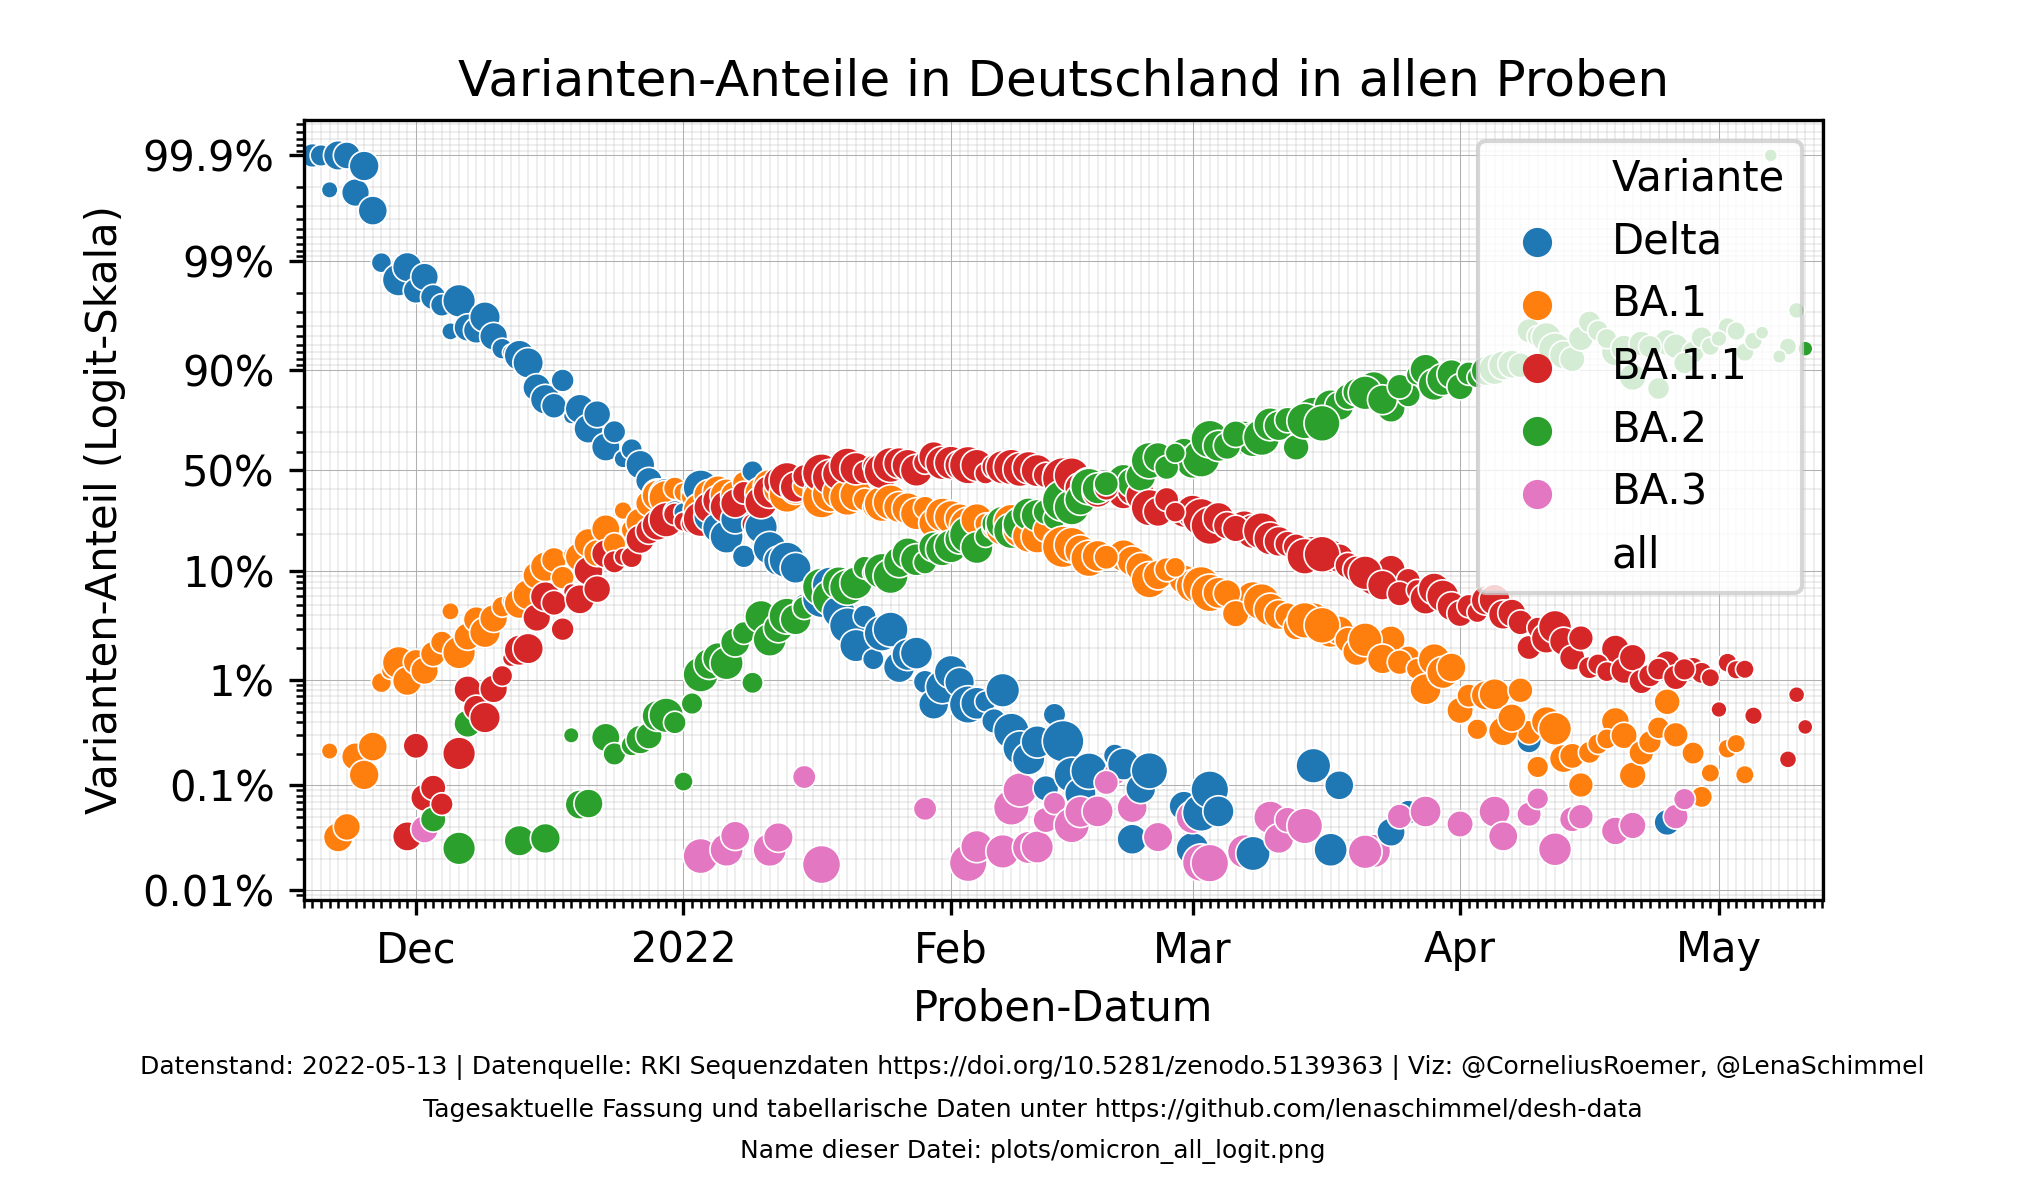 Varianten-Anteile in Deutschland in allen Proben
Varianten-Anteil (Logit-Skala)
99.9%
99%
90%
50%
10%
1%
0.1%
0.01%
Variante
Delta
BA.1
BA.1.1
BA.2
BA.3
all
Dec
2022
Feb
Mar
Apr
May
Proben-Datum
Datenstand: 2022-05-13 | Datenquelle: RKI Sequenzdaten https://doi.org/10.5281/zenodo.5139363 | Viz: @CorneliusRoemer, @LenaSchimmel
Tagesaktuelle Fassung und tabellarische Daten unter https://github.com/lenaschimmel/desh-data
Name dieser Datei: plots/omicron_all_logit.png